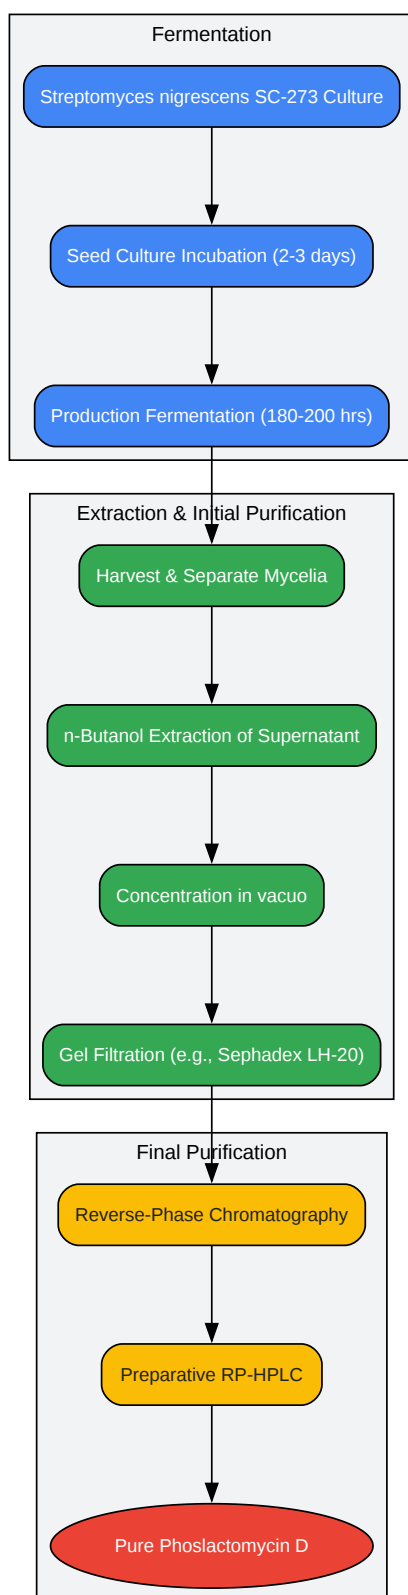 Fermentation
Streptomyces nigrescens SC-273 Culture
Seed Culture Incubation (2-3 days)
Production Fermentation (180-200 hrs)
Extraction & Initial Purification
Harvest & Separate Mycelia
n-Butanol Extraction of Supernatant
Concentration in vacuo
Gel Filtration (e.g., Sephadex LH-20)
Final Purification
Reverse-Phase Chromatography
Preparative RP-HPLC
Pure Phoslactomycin D